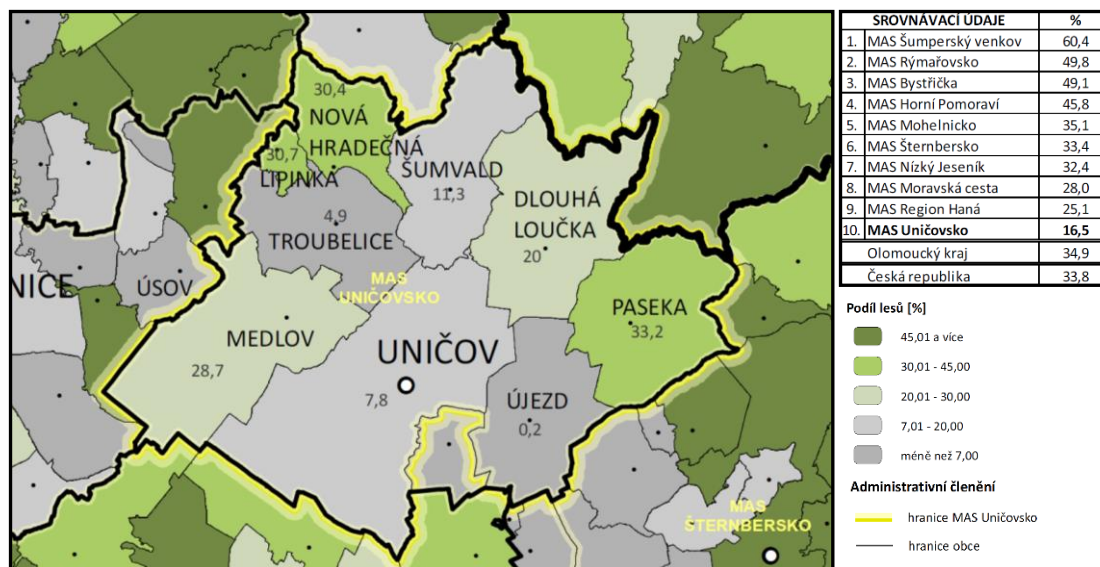 30,4
NOVÁ
HRADEČNÁ
30,7
LIPINKA
ŠUMVALD
11,3
DLOUHÁ
LOUČKA
20
4,9
TROUBELICE
NICE
ÚSOV
MAS
UNIČOVSKO
PASEKA
33,2
MEDLOV
28,7
UNIČOV
7,8
ÚJEZD
0,2
MAS
ŠTERNBERSKO
SROVNÁVACÍ ÚDAJE %
1. MAS Šumperský venkov 60,4
2. MAS Rýmařovsko 49,8
3. MAS Bystřička 49,1
4. MAS Horní Pomoraví 45,8
5. MAS Mohelnicko 35,1
6. MAS Šternbersko 33,4
7. MAS Nízký Jeseník 32,4
8. MAS Moravská cesta 28,0
9. MAS Region Haná 25,1
10. MAS Uničovsko 16,5
Olomoucký kraj 34,9
Česká republika 33,8
Podíl lesů [%]
45,01 a více
30,01 - 45,00
20,01 - 30,00
7,01 - 20,00
méně než 7,00
Administrativní členění
hranice MAS Uničovsko
hranice obce